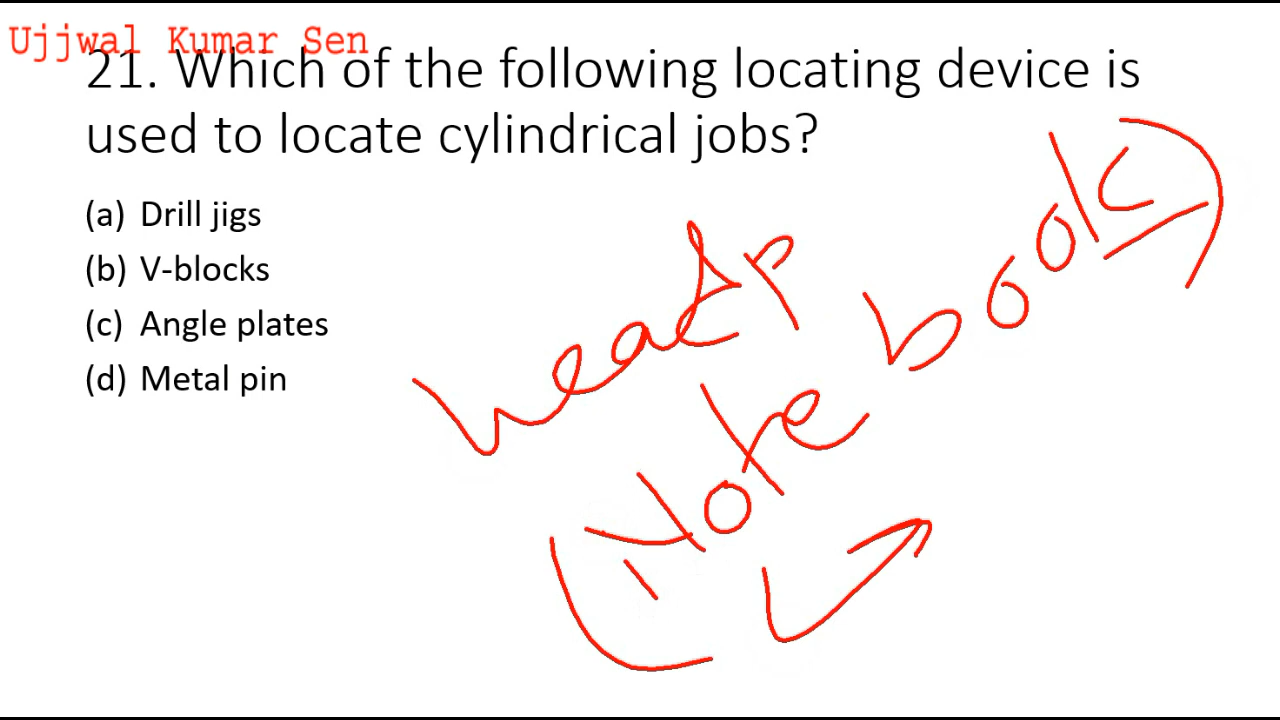 Ujjwal Kumar Sen
21. Which of the following locating device is
used to locate cylindrical jobs?
(a) Drill jigs
(b) V-blocks
(c) Angle plates
(d) Metal pin
(Note book)